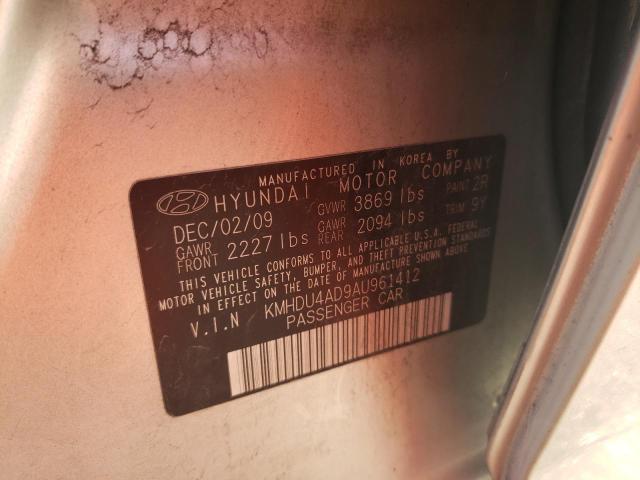 MANUFACTURED IN KOREA BY
HYUNDAI MOTOR COMPANY
DEC/02/09 GVWR 3869 lbs PAINT 2R
GAWR FRONT 2227 lbs GAWR REAR 2094 lbs TRIM 9Y
THIS VEHICLE CONFORMS TO ALL APPLICABLE U.S.A. FEDERAL
MOTOR VEHICLE SAFETY, BUMPER, AND THEFT PREVENTION STANDARDS
IN EFFECT ON THE DATE OF MANUFACTURE SHOWN ABOVE
V.I.N KMHDU4AD9AU961412
PASSENGER CAR